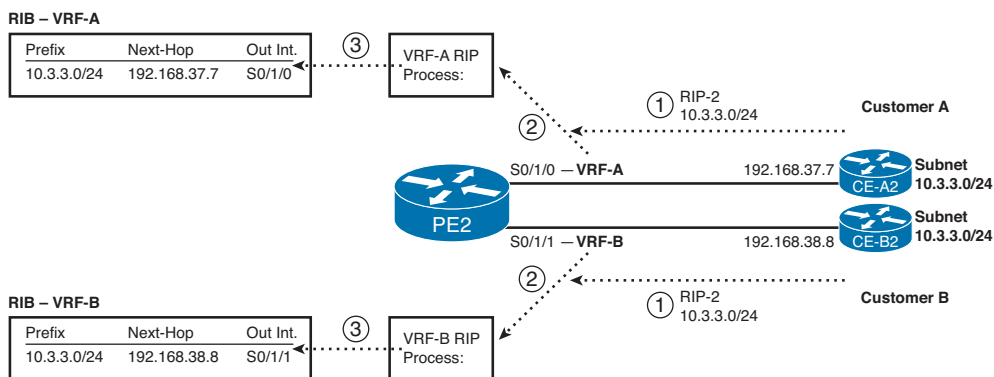 RIB – VRF-A
Prefix Next-Hop Out Int.
10.3.3.0/24 192.168.37.7 S0/1/0
3
VRF-A RIP
Process:
2
1
RIP-2
10.3.3.0/24
Customer A
S0/1/0 — VRF-A
192.168.37.7
CE-A2
Subnet
10.3.3.0/24
PE2
S0/1/1 — VRF-B
192.168.38.8
CE-B2
Subnet
10.3.3.0/24
2
1
RIP-2
10.3.3.0/24
Customer B
RIB – VRF-B
Prefix Next-Hop Out Int.
10.3.3.0/24 192.168.38.8 S0/1/1
3
VRF-B RIP
Process: